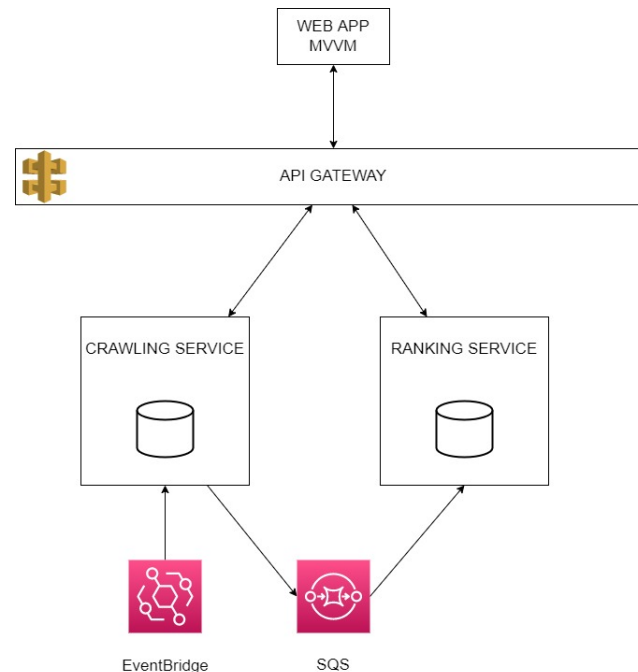 WEB APP
MVVM
API GATEWAY
CRAWLING SERVICE
RANKING SERVICE
EventBridge
SQS